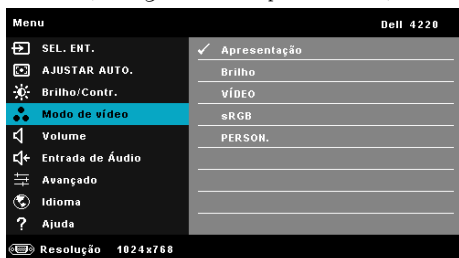 Menu Dell 4220
SEL. ENT.
AJUSTAR AUTO.
Brilho/Contr.
Modo de vídeo
Volume
Entrada de Áudio
Avançado
Idioma
? Ajuda
✓ Apresentação
Brilho
VÍDEO
sRGB
PERSON.
Resolução 1024x768